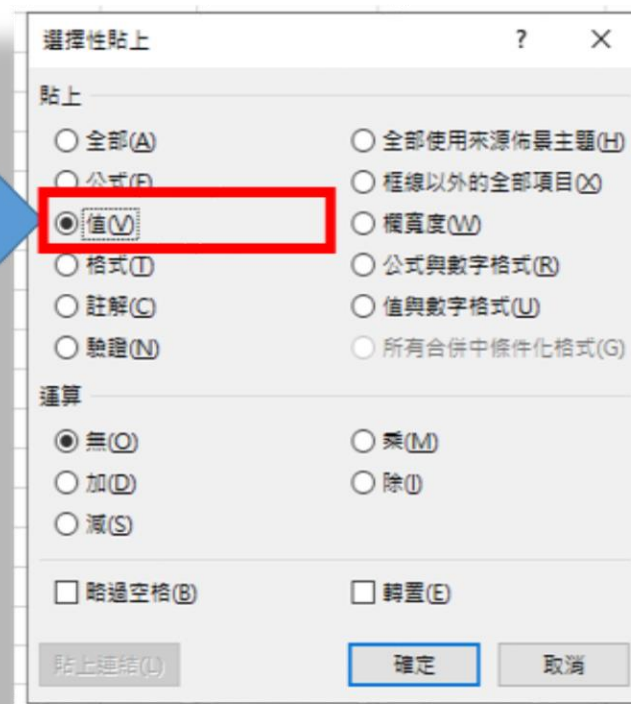 選擇性貼上 ? ×
貼上
全部(A) 全部使用來源佈景主題(H)
公式(F) 框線以外的全部項目(X)
值(V) 欄寬度(W)
格式(T) 公式與數字格式(R)
註解(C) 值與數字格式(U)
驗證(N) 所有合併中條件化格式(G)
運算
無(O) 乘(M)
加(D) 除(I)
減(S)
略過空格(B) 轉置(E)
貼上連結(L) 確定 取消